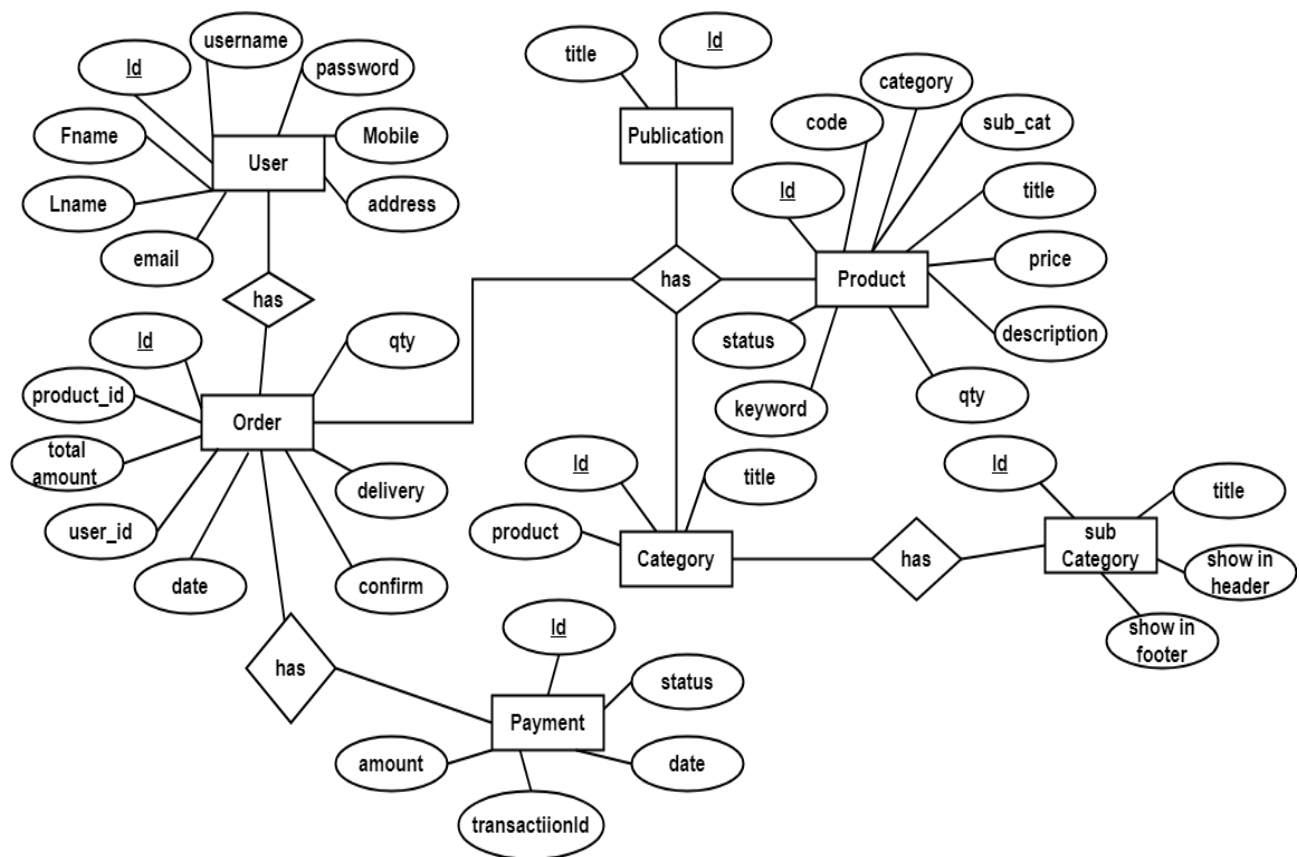 username
Id
password
Fname
Mobile
User
Lname
address
email
has
title
Id
Publication
category
code
sub_cat
Id
title
has
Product
price
status
description
keyword
qty
Id
qty
product_id
Order
total
amount
delivery
user_id
date
confirm
Id
title
product
Category
has
Id
title
sub
Category
show in
header
show in
footer
has
Id
status
Payment
amount
date
transactiionId